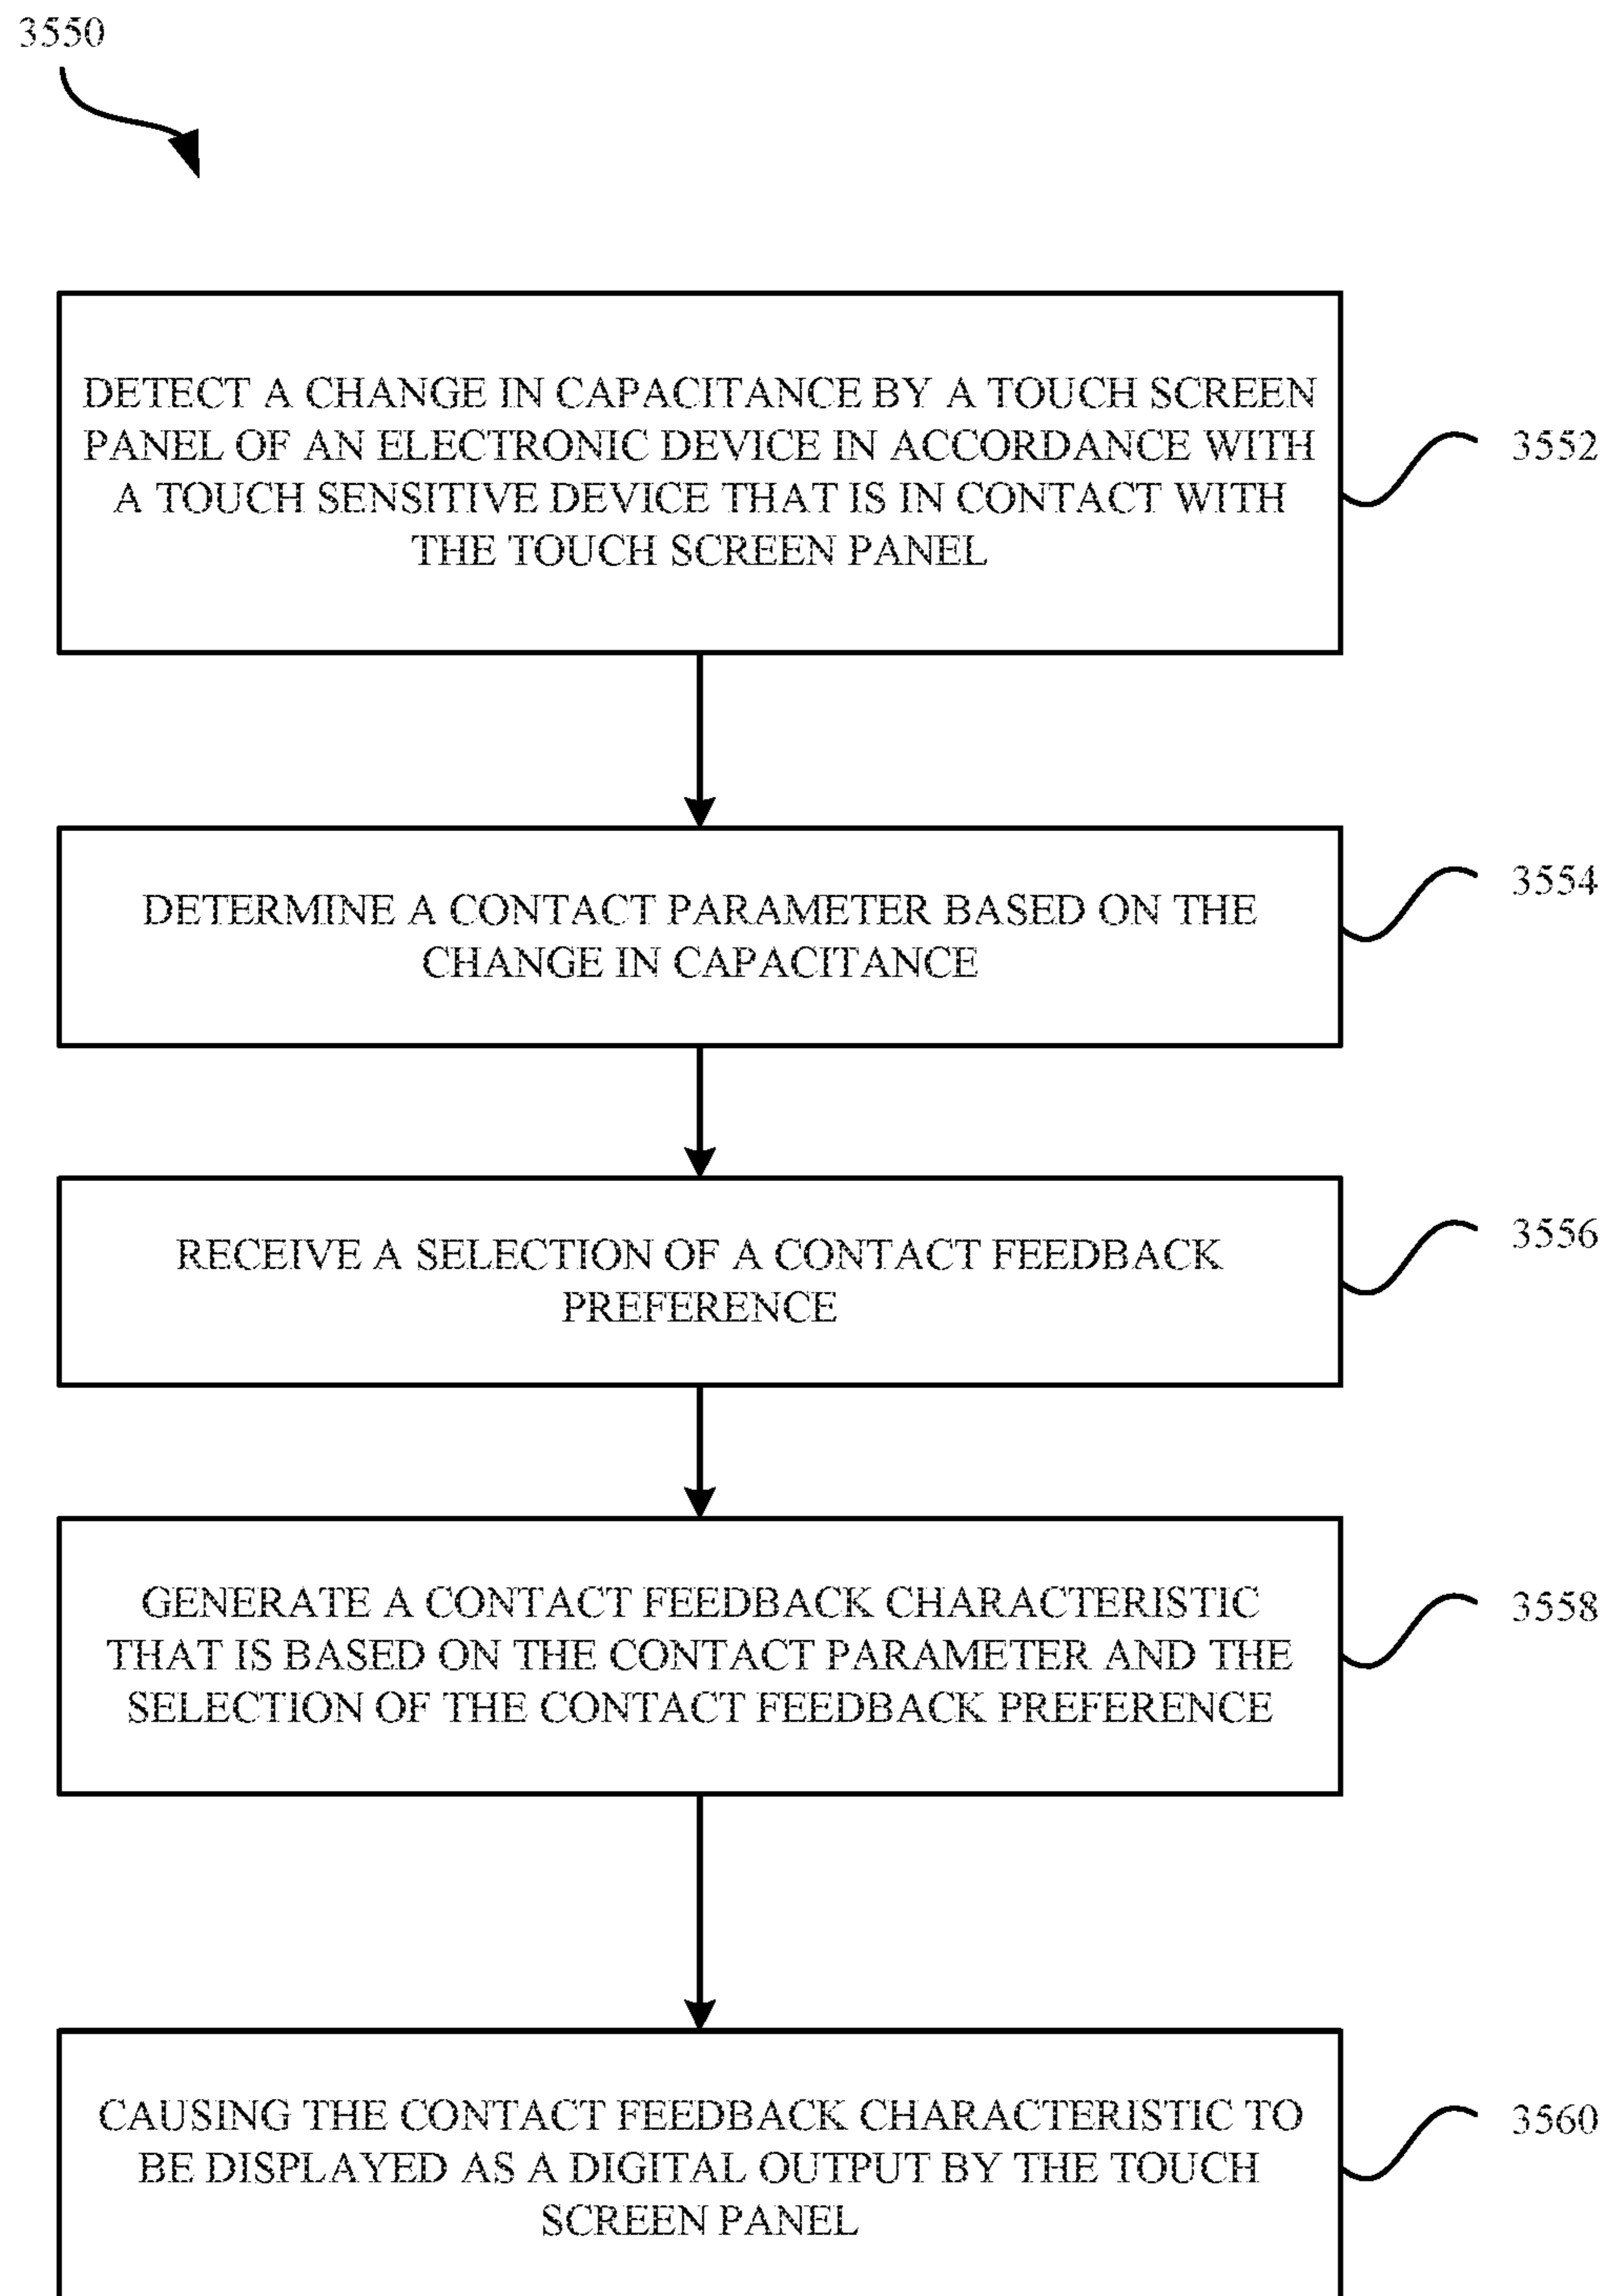 3550
DETECT A CHANGE IN CAPACITANCE BY A TOUCH SCREEN
PANEL OF AN ELECTRONIC DEVICE IN ACCORDANCE WITH
A TOUCH SENSITIVE DEVICE THAT IS IN CONTACT WITH
THE TOUCH SCREEN PANEL
3552
DETERMINE A CONTACT PARAMETER BASED ON THE
CHANGE IN CAPACITANCE
3554
RECEIVE A SELECTION OF A CONTACT FEEDBACK
PREFERENCE
3556
GENERATE A CONTACT FEEDBACK CHARACTERISTIC
THAT IS BASED ON THE CONTACT PARAMETER AND THE
SELECTION OF THE CONTACT FEEDBACK PREFERENCE
3558
CAUSING THE CONTACT FEEDBACK CHARACTERISTIC TO
BE DISPLAYED AS A DIGITAL OUTPUT BY THE TOUCH
SCREEN PANEL
3560